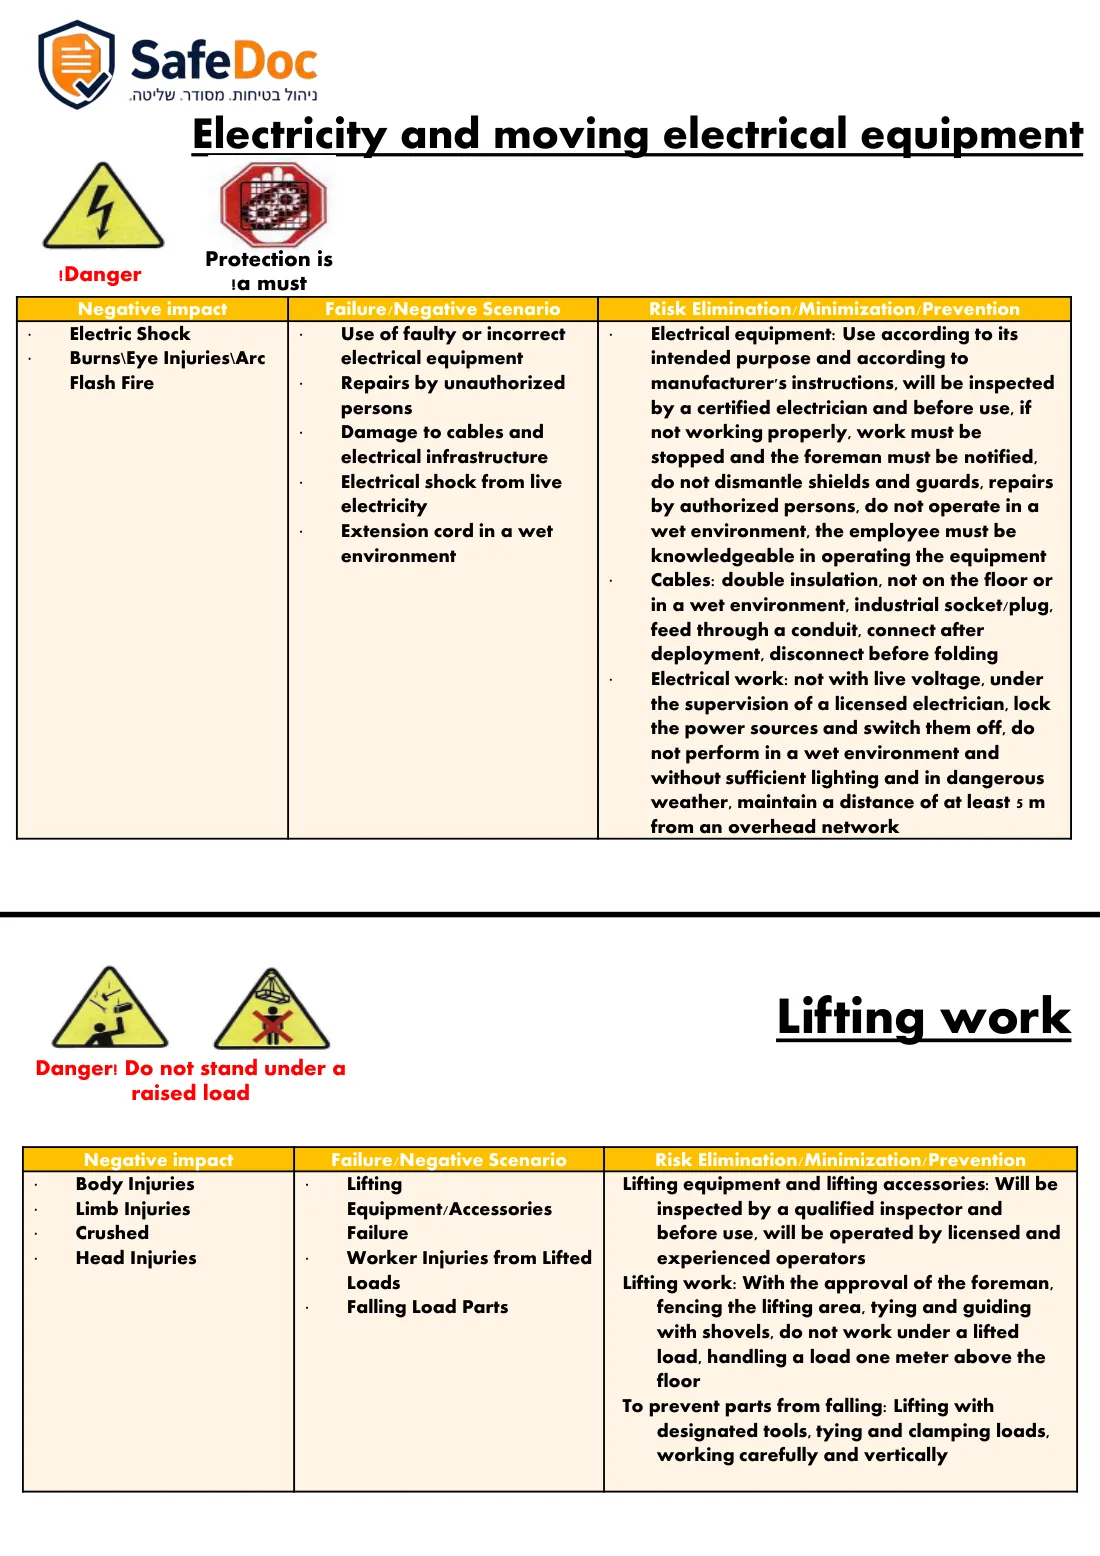 SafeDoc
ניהול בטיחות. מסודר. שליטה.
Electricity and moving electrical equipment
!Danger
Protection is
!a must
Negative impact
Failure/Negative Scenario
Risk Elimination/Minimization/Prevention
· Electric Shock
· Burns\Eye Injuries\Arc
Flash Fire
· Use of faulty or incorrect
electrical equipment
· Repairs by unauthorized
persons
· Damage to cables and
electrical infrastructure
· Electrical shock from live
electricity
· Extension cord in a wet
environment
· Electrical equipment: Use according to its
intended purpose and according to
manufacturer's instructions, will be inspected
by a certified electrician and before use, if
not working properly, work must be
stopped and the foreman must be notified,
do not dismantle shields and guards, repairs
by authorized persons, do not operate in a
wet environment, the employee must be
knowledgeable in operating the equipment
· Cables: double insulation, not on the floor or
in a wet environment, industrial socket/plug,
feed through a conduit, connect after
deployment, disconnect before folding
· Electrical work: not with live voltage, under
the supervision of a licensed electrician, lock
the power sources and switch them off, do
not perform in a wet environment and
without sufficient lighting and in dangerous
weather, maintain a distance of at least 5 m
from an overhead network
Lifting work
Danger! Do not stand under a
raised load
Negative impact
Failure/Negative Scenario
Risk Elimination/Minimization/Prevention
· Body Injuries
· Limb Injuries
· Crushed
· Head Injuries
· Lifting
Equipment/Accessories
Failure
· Worker Injuries from Lifted
Loads
· Falling Load Parts
Lifting equipment and lifting accessories: Will be
inspected by a qualified inspector and
before use, will be operated by licensed and
experienced operators
Lifting work: With the approval of the foreman,
fencing the lifting area, tying and guiding
with shovels, do not work under a lifted
load, handling a load one meter above the
floor
To prevent parts from falling: Lifting with
designated tools, tying and clamping loads,
working carefully and vertically